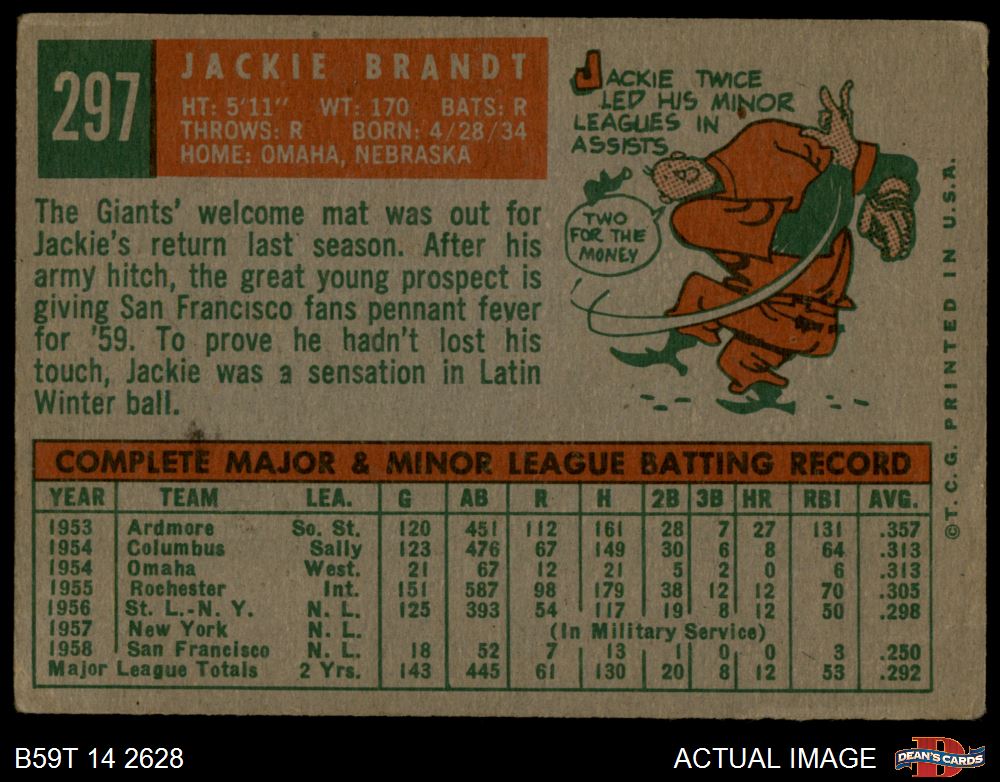 297
JACKIE BRANDT
HT: 5'11" WT: 170 BATS: R
THROWS: R BORN: 4/28/34
HOME: OMAHA, NEBRASKA
JACKIE TWICE
LED HIS MINOR
LEAGUES IN
ASSISTS
TWO
FOR THE
MONEY
The Giants' welcome mat was out for
Jackie's return last season. After his
army hitch, the great young prospect is
giving San Francisco fans pennant fever
for '59. To prove he hadn't lost his
touch, Jackie was a sensation in Latin
Winter ball.
COMPLETE MAJOR & MINOR LEAGUE BATTING RECORD
YEAR TEAM LEA. G AB R H 2B 3B HR RBI AVG.
1953 Ardmore So. St. 120 451 112 161 28 7 27 131 .357
1954 Columbus Sally 123 476 67 149 30 6 8 64 .313
1954 Omaha West. 21 67 12 21 5 2 0 6 .313
1955 Rochester Int. 151 587 98 179 38 12 12 70 .305
1956 St. L.-N. Y. N. L. 125 393 54 117 19 8 12 50 .298
1957 New York N. L. (In Military Service)
1958 San Francisco N. L. 18 52 7 13 1 0 0 3 .250
Major League Totals 2 Yrs. 143 445 61 130 20 8 12 53 .292
©T. C. G. PRINTED IN U.S.A.
B59T 14 2628
ACTUAL IMAGE
D
DEAN'S CARDS